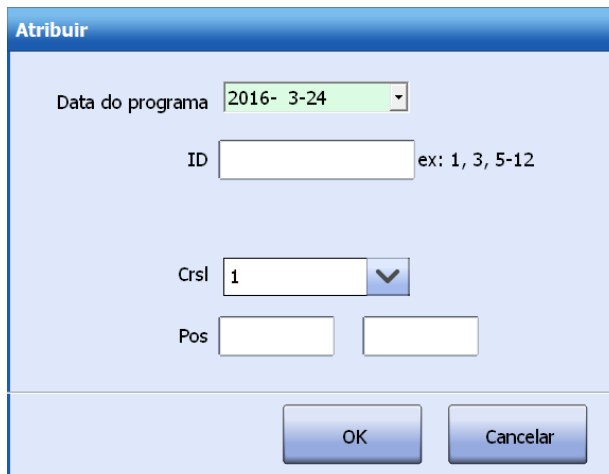 Atribuir
Data do programa 2016- 3-24
ID ex: 1, 3, 5-12
Crsl 1
Pos
OK Cancelar